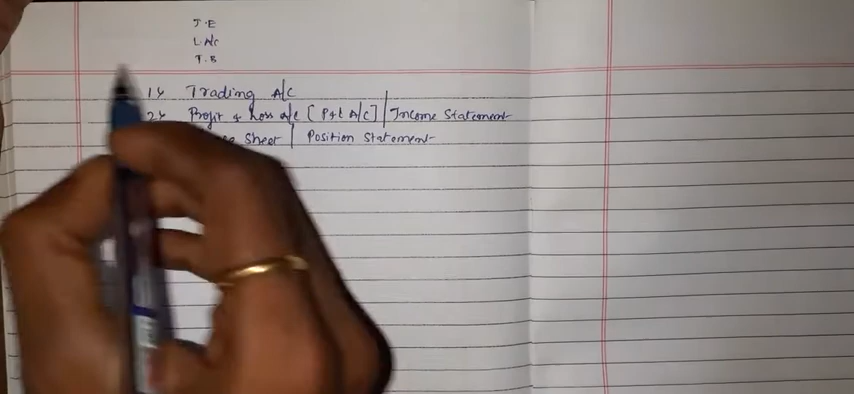 J.E
L.A/c
T.B
1) Trading A/c
2) Profit & Loss a/c [P&L A/c] | Income Statement
Sheet | Position Statement